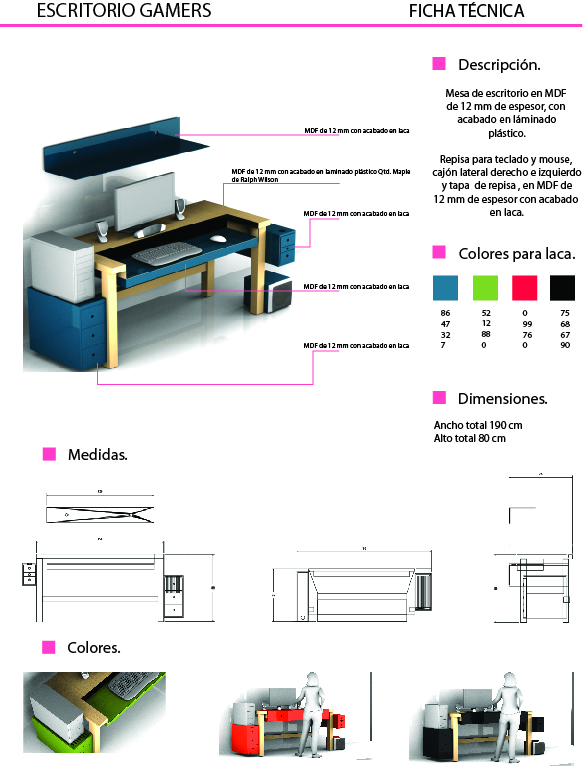 ESCRITORIO GAMERS
FICHA TÉCNICA
Descripción.
Mesa de escritorio en MDF
de 12 mm de espesor, con
acabado en láminado
plástico.
Repisa para teclado y mouse,
cajón lateral derecho e izquierdo
y tapa de repisa , en MDF de
12 mm de espesor con acabado
en laca.
MDF de 12 mm con acabado en laca
MDF de 12 mm con acabado en laminado plástico Qtd. Maple
de Ralph Wilson
MDF de 12 mm con acabado en laca
MDF de 12 mm con acabado en laca
MDF de 12 mm con acabado en laca
Colores para laca.
86 52 0 75
47 12 99 68
32 88 76 67
7 0 0 90
Dimensiones.
Ancho total 190 cm
Alto total 80 cm
Medidas.
Colores.